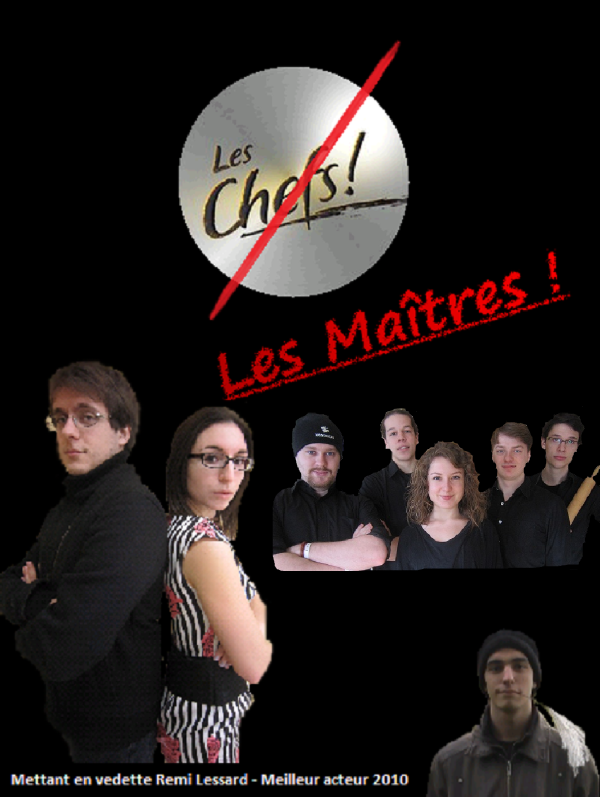 Les
Chefs!
Les Maîtres !
Mettant en vedette Remi Lessard - Meilleur acteur 2010